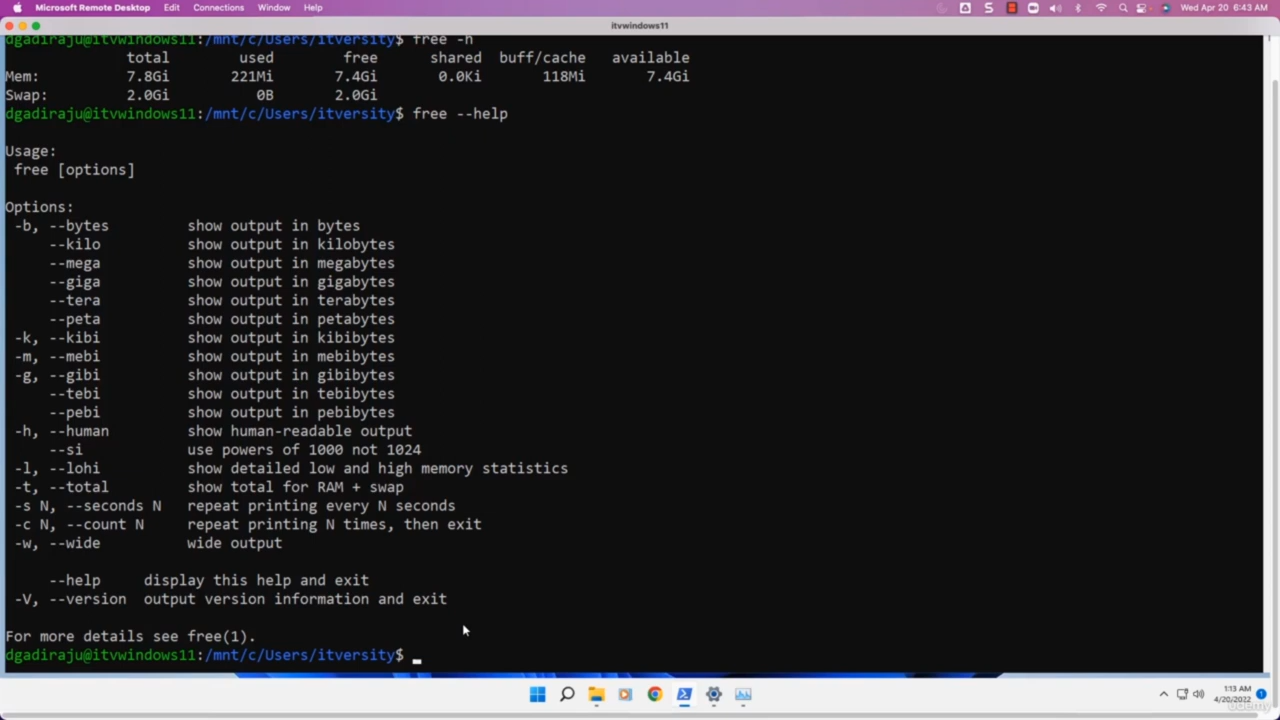 Microsoft Remote Desktop Edit Connections Window Help Wed Apr 20 6:43 AM
itvwindows11
dgadiraju@itvwindows11:/mnt/c/Users/itversity$ free -h
total used free shared buff/cache available
Mem: 7.8Gi 221Mi 7.4Gi 0.0Ki 118Mi 7.4Gi
Swap: 2.0Gi 0B 2.0Gi
dgadiraju@itvwindows11:/mnt/c/Users/itversity$ free --help
Usage:
free [options]
Options:
-b, --bytes show output in bytes
--kilo show output in kilobytes
--mega show output in megabytes
--giga show output in gigabytes
--tera show output in terabytes
--peta show output in petabytes
-k, --kibi show output in kibibytes
-m, --mebi show output in mebibytes
-g, --gibi show output in gibibytes
--tebi show output in tebibytes
--pebi show output in pebibytes
-h, --human show human-readable output
--si use powers of 1000 not 1024
-l, --lohi show detailed low and high memory statistics
-t, --total show total for RAM + swap
-s N, --seconds N repeat printing every N seconds
-c N, --count N repeat printing N times, then exit
-w, --wide wide output
--help display this help and exit
-V, --version output version information and exit
For more details see free(1).
dgadiraju@itvwindows11:/mnt/c/Users/itversity$
1:13 AM
4/20/2022
udemy